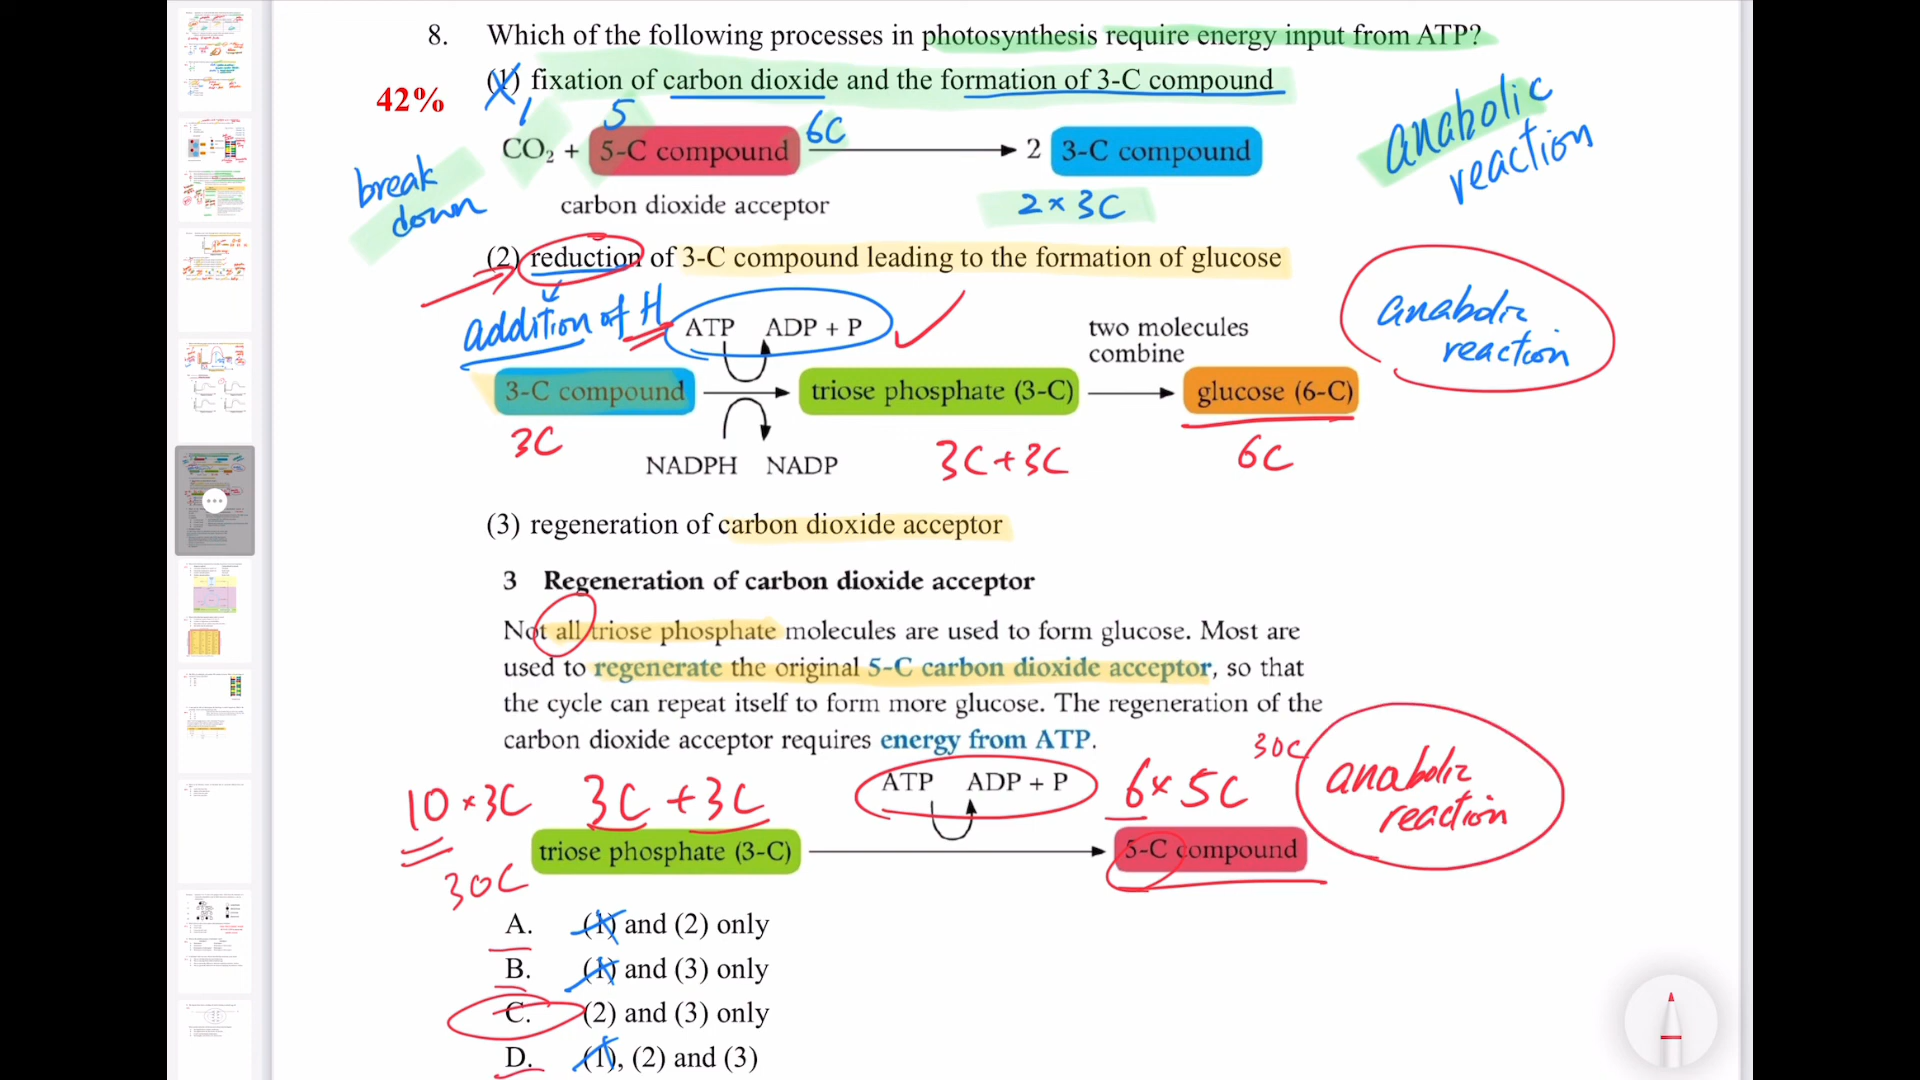 8. Which of the following processes in photosynthesis require energy input from ATP?
(1) fixation of carbon dioxide and the formation of 3-C compound
42%
anabolic reaction
1 5 6C
CO₂ + 5-C compound → 2 3-C compound
break down
carbon dioxide acceptor 2 × 3C
(2) reduction of 3-C compound leading to the formation of glucose
addition of H
ATP ADP + P
two molecules combine
anabolic reaction
3-C compound → triose phosphate (3-C) → glucose (6-C)
3C 3C+3C 6C
NADPH NADP
(3) regeneration of carbon dioxide acceptor
3 Regeneration of carbon dioxide acceptor
Not all triose phosphate molecules are used to form glucose. Most are
used to regenerate the original 5-C carbon dioxide acceptor, so that
the cycle can repeat itself to form more glucose. The regeneration of the
carbon dioxide acceptor requires energy from ATP.
30C
10 × 3C 3C + 3C ATP ADP + P 6 × 5C
anabolic reaction
triose phosphate (3-C) → 5-C compound
30C
A. (1) and (2) only
B. (1) and (3) only
C. (2) and (3) only
D. (1), (2) and (3)